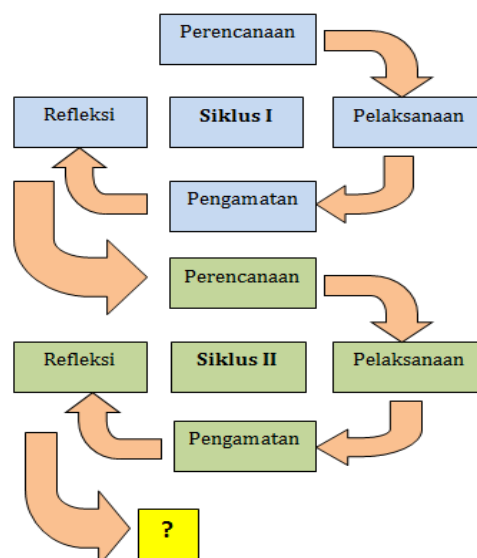 Perencanaan
Refleksi
Siklus I
Pelaksanaan
Pengamatan
Perencanaan
Refleksi
Siklus II
Pelaksanaan
Pengamatan
?